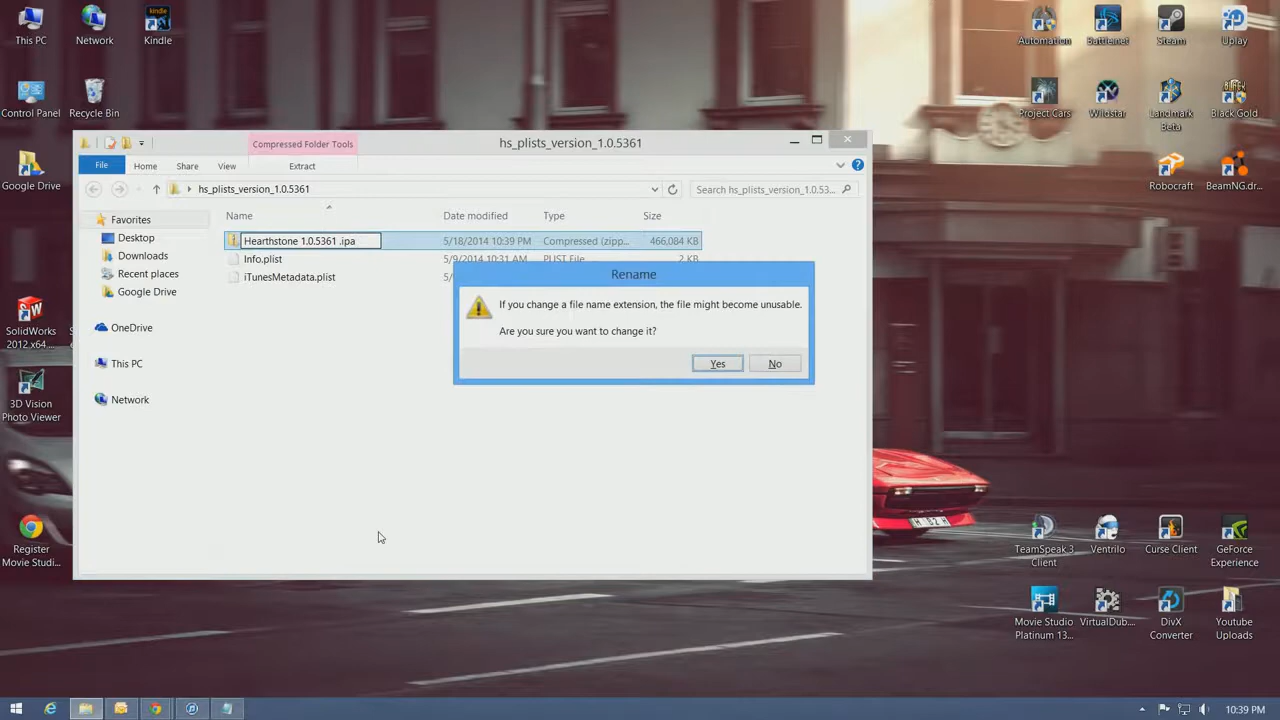 This PC
Network
Kindle
Automation
Battlenet
Steam
Uplay
Control Panel
Recycle Bin
Project Cars
Wildstar
Landmark
Beta
Black Gold
Google Drive
Robocraft
BeamNG.dr...
SolidWorks
2012 x64 ...
3D Vision
Photo Viewer
Register
Movie Studi...
TeamSpeak 3
Client
Ventrilo
Curse Client
GeForce
Experience
Movie Studio
Platinum 13...
VirtualDub....
DivX
Converter
Youtube
Uploads
Compressed Folder Tools
hs_plists_version_1.0.5361
File
Home
Share
View
Extract
hs_plists_version_1.0.5361
Search hs_plists_version_1.0.53...
Favorites
Desktop
Downloads
Recent places
Google Drive
OneDrive
This PC
Network
Name
Date modified
Type
Size
Hearthstone 1.0.5361 .ipa
5/18/2014 10:39 PM
Compressed (zipp...
466,084 KB
Info.plist
5/9/2014 10:31 AM
PLIST File
2 KB
iTunesMetadata.plist
Rename
If you change a file name extension, the file might become unusable.
Are you sure you want to change it?
Yes
No
10:39 PM